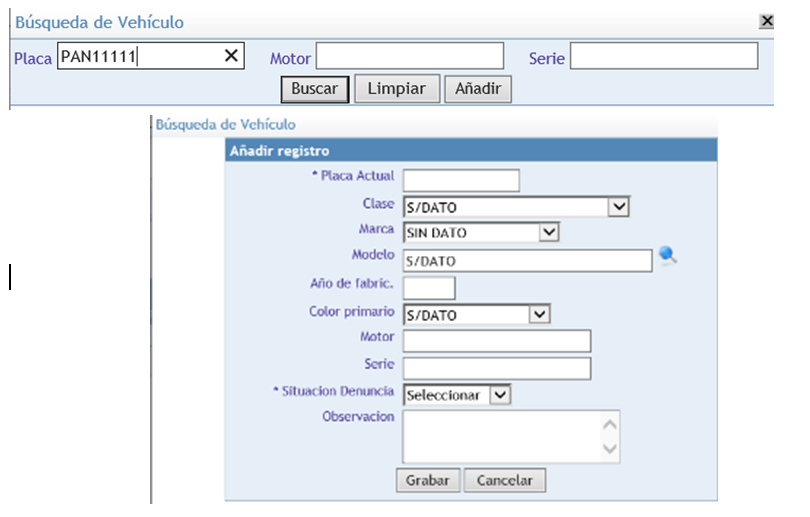 Búsqueda de Vehículo
Placa PAN11111 Motor Serie
Buscar Limpiar Añadir
Búsqueda de Vehículo
Añadir registro
* Placa Actual
Clase S/DATO
Marca SIN DATO
Modelo S/DATO
Año de fabric.
Color primario S/DATO
Motor
Serie
* Situacion Denuncia Seleccionar
Observacion
Grabar Cancelar